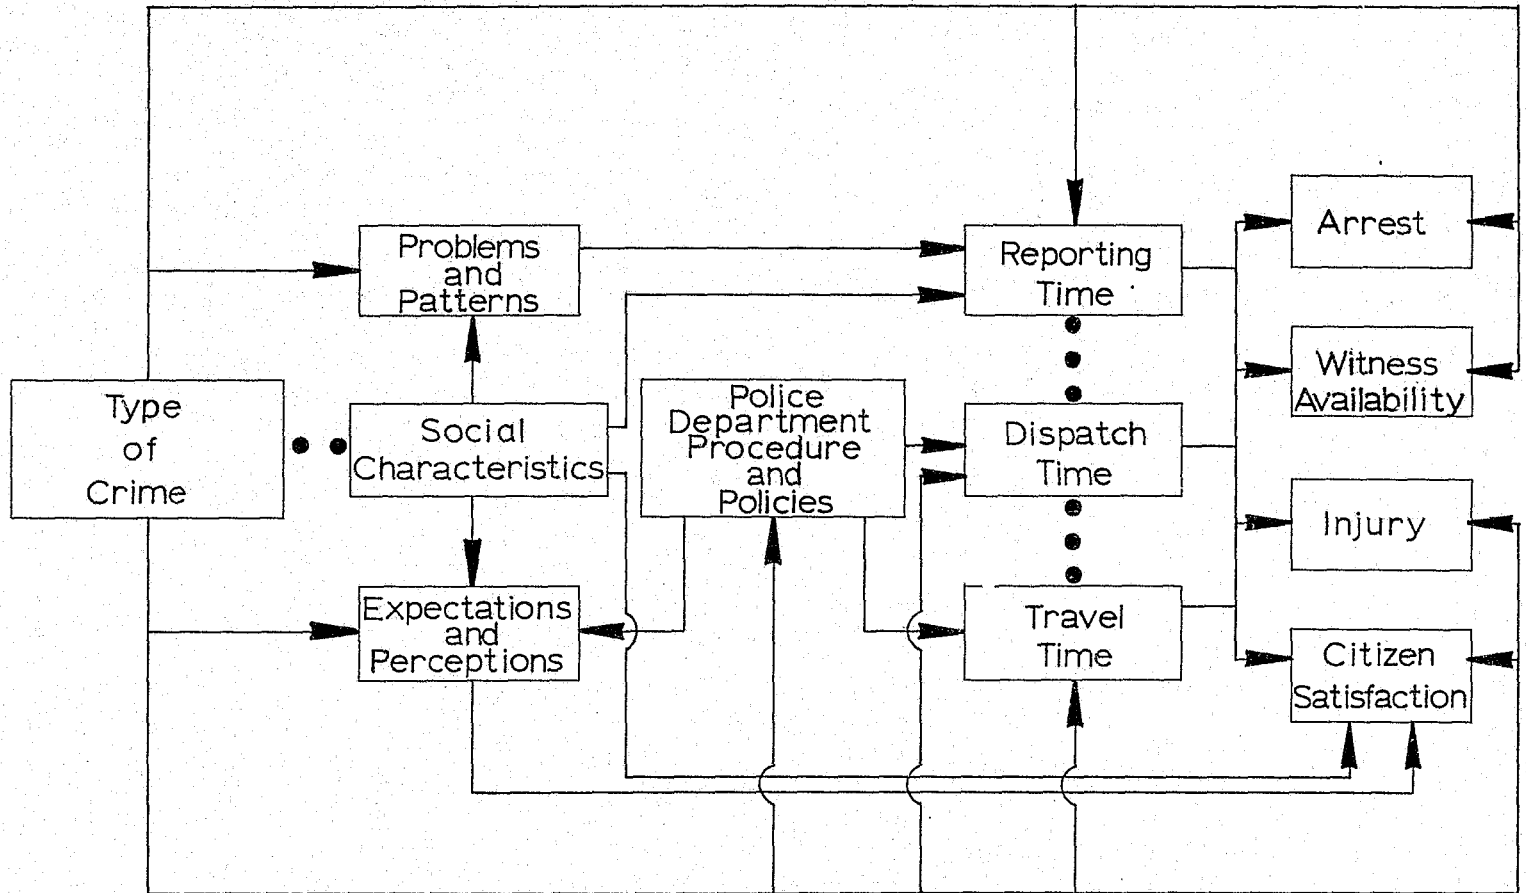 Type
of
Crime
Problems
and
Patterns
Social
Characteristics
Expectations
and
Perceptions
Police
Department
Procedure
and
Policies
Reporting
Time
Dispatch
Time
Travel
Time
Arrest
Witness
Availability
Injury
Citizen
Satisfaction